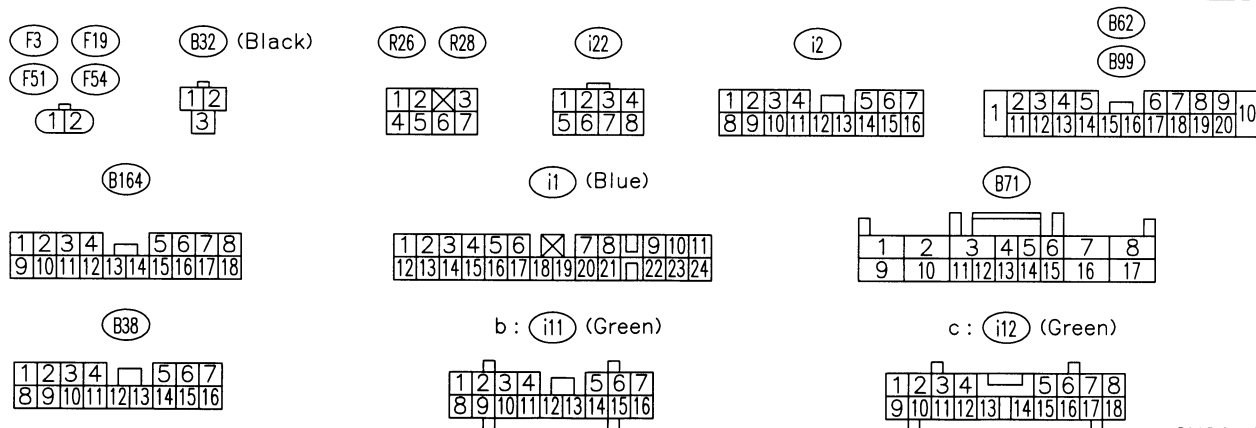 F3 F19 B32 (Black) R26 R28 i22 i2 B62
F51 F54 B99
1 2 1 2 3 1 2 3 1 2 3 4 1 2 3 4 5 6 7 1 2 3 4 5 6 7 8 9 10
4 5 6 7 5 6 7 8 8 9 10 11 12 13 14 15 16 11 12 13 14 15 16 17 18 19 20
B164 i1 (Blue) B71
1 2 3 4 5 6 7 8 1 2 3 4 5 6 7 8 9 10 11 1 2 3 4 5 6 7 8
9 10 11 12 13 14 15 16 17 18 12 13 14 15 16 17 18 19 20 21 22 23 24 9 10 11 12 13 14 15 16 17
B38 b : i11 (Green) c : i12 (Green)
1 2 3 4 5 6 7 1 2 3 4 5 6 7 1 2 3 4 5 6 7 8
8 9 10 11 12 13 14 15 16 8 9 10 11 12 13 14 15 16 9 10 11 12 13 14 15 16 17 18